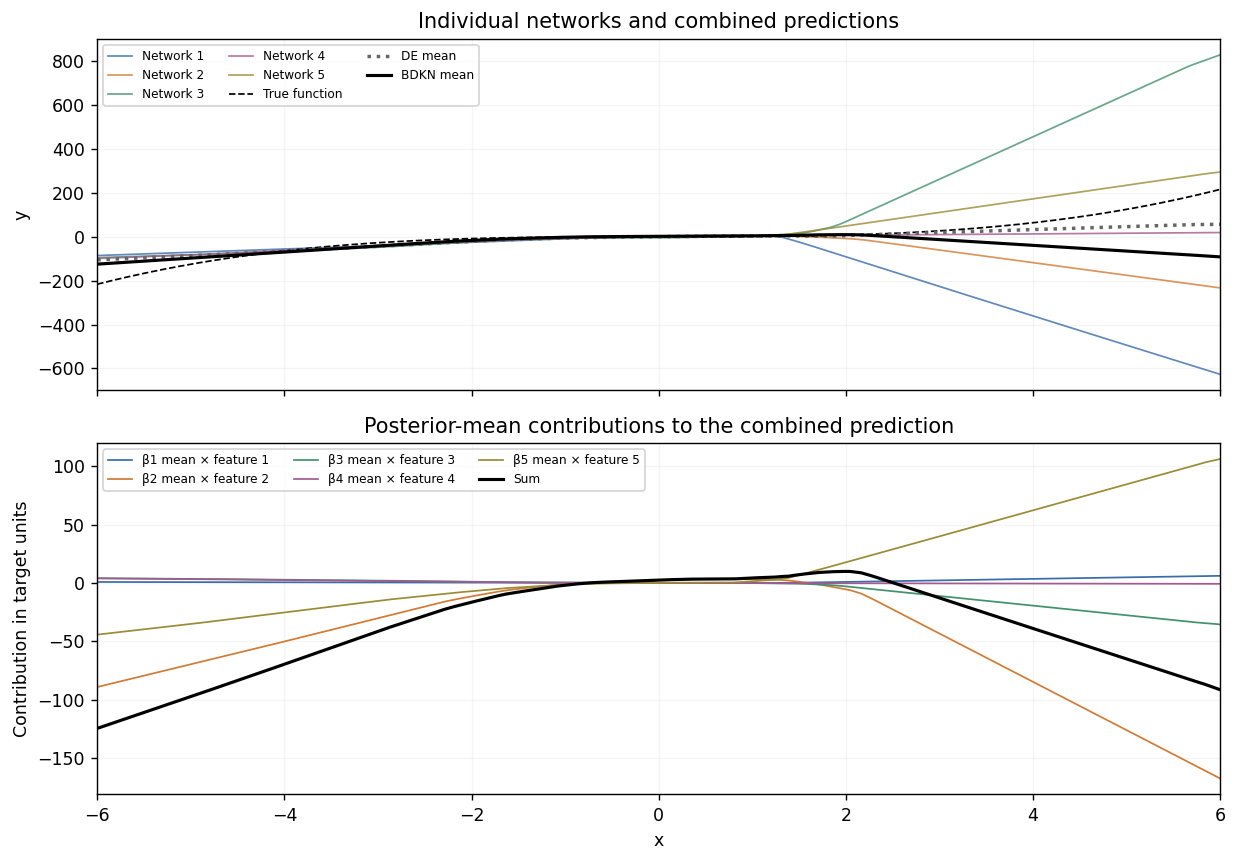 Individual networks and combined predictions
Network 1
Network 2
Network 3
Network 4
Network 5
True function
DE mean
BDKN mean
800
600
400
200
0
−200
−400
−600
y
Posterior-mean contributions to the combined prediction
β1 mean × feature 1
β2 mean × feature 2
β3 mean × feature 3
β4 mean × feature 4
β5 mean × feature 5
Sum
100
50
0
−50
−100
−150
Contribution in target units
−6
−4
−2
0
2
4
6
x